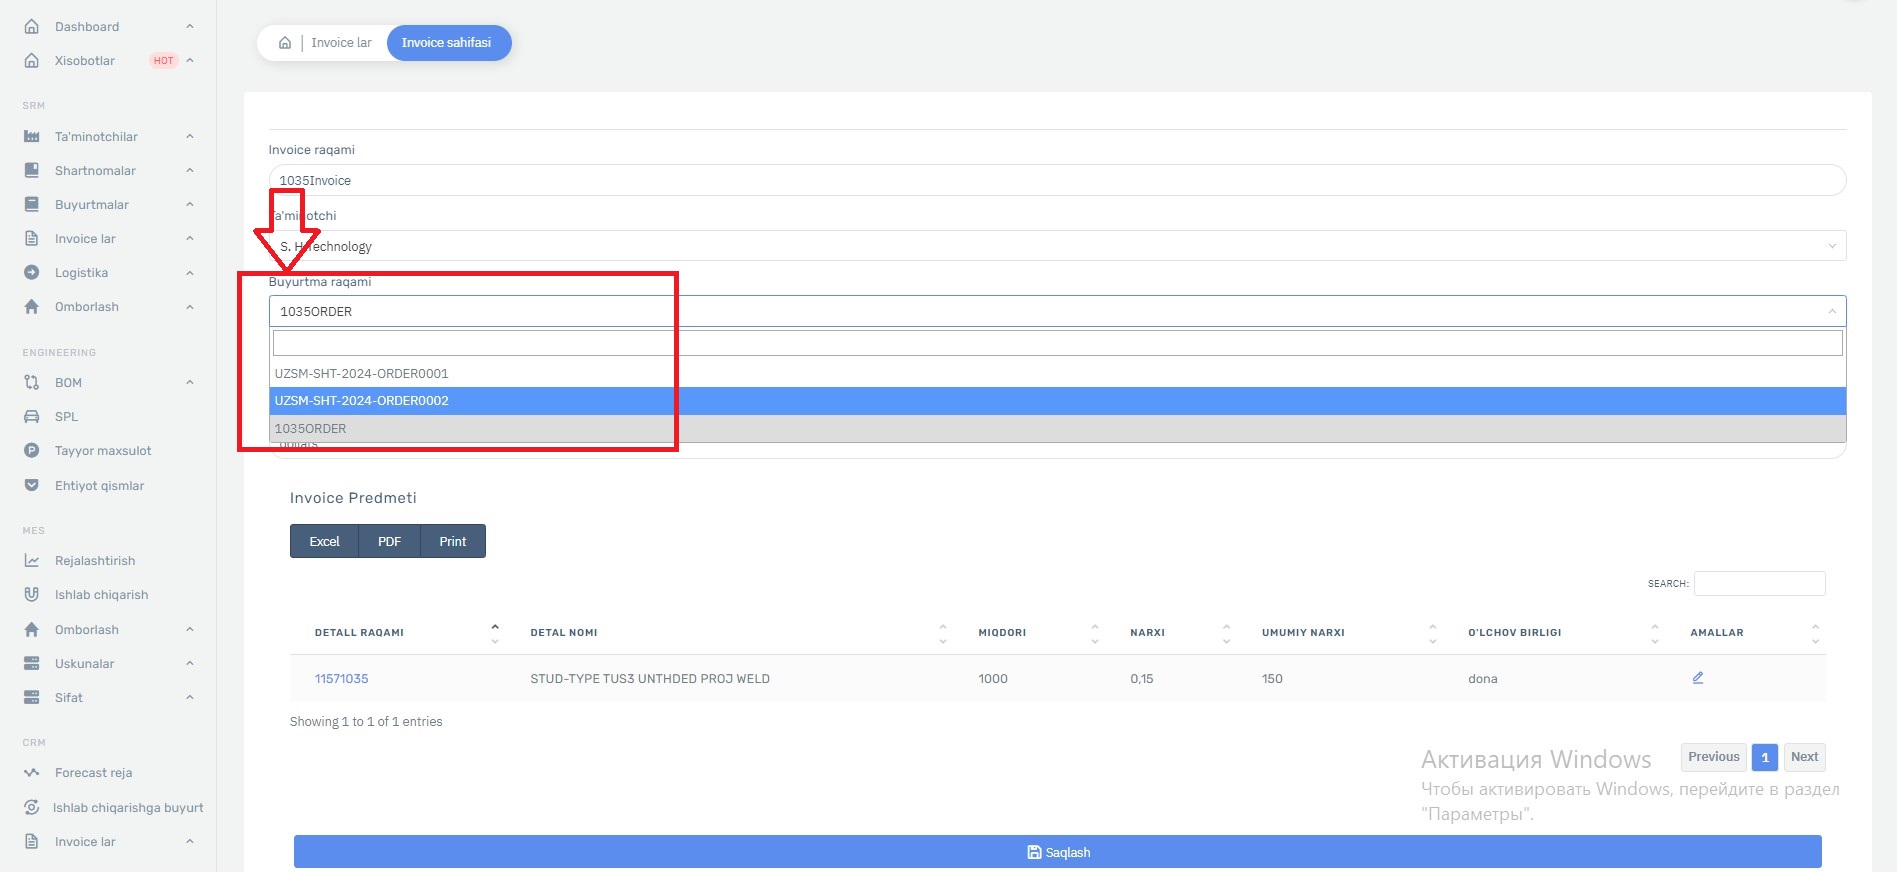 Dashboard
Xisobotlar HOT
SRM
Ta'minotchilar
Shartnomalar
Buyurtmalar
Invoice lar
Logistika
Omborlash
ENGINEERING
BOM
SPL
Tayyor maxsulot
Ehtiyot qismlar
MES
Rejalashtirish
Ishlab chiqarish
Omborlash
Uskunalar
Sifat
CRM
Forecast reja
Ishlab chiqarishga buyurt
Invoice lar
Invoice lar
Invoice sahifasi
Invoice raqami
1035Invoice
Ta'minotchi
S. H Technology
Buyurtma raqami
1035ORDER
UZSM-SHT-2024-ORDER0001
UZSM-SHT-2024-ORDER0002
1035ORDER
dollars
Invoice Predmeti
Excel PDF Print
SEARCH:
DETALL RAQAMI DETAL NOMI MIQDORI NARXI UMUMIY NARXI O'LCHOV BIRLIGI AMALLAR
11571035 STUD-TYPE TUS3 UNTHDED PROJ WELD 1000 0,15 150 dona
Showing 1 to 1 of 1 entries
Previous 1 Next
Активация Windows
Чтобы активировать Windows, перейдите в раздел
"Параметры".
Saqlash